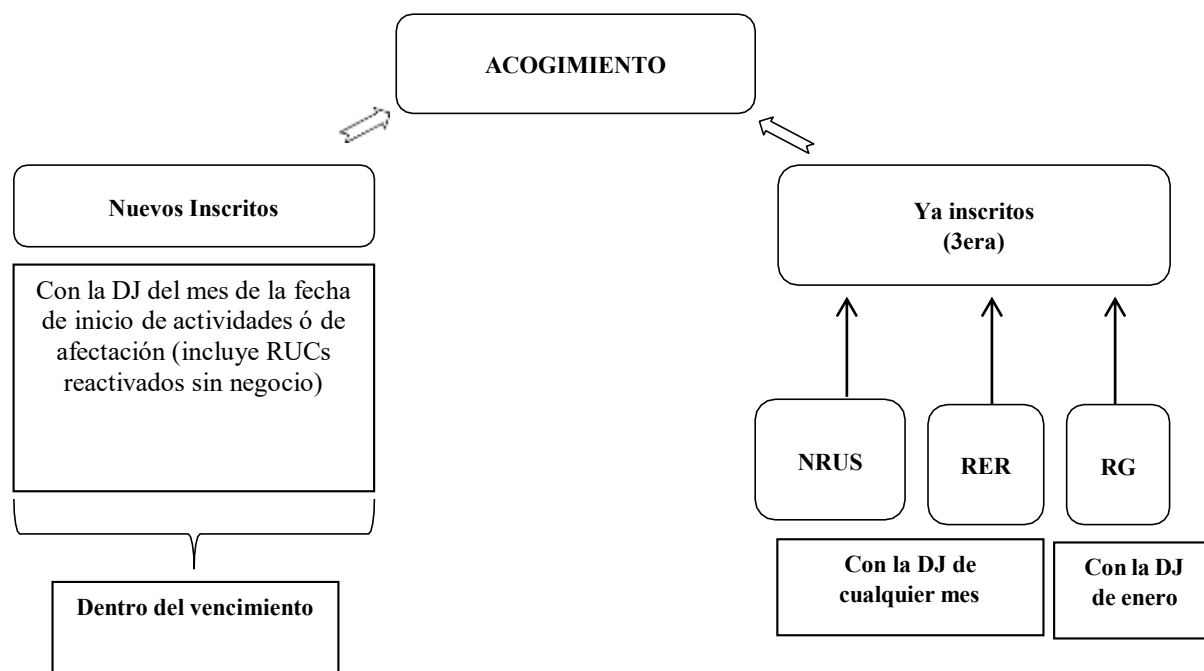 ACOGIMIENTO
Nuevos Inscritos
Con la DJ del mes de la fecha
de inicio de actividades ó de
afectación (incluye RUCs
reactivados sin negocio)
Dentro del vencimiento
Ya inscritos
(3era)
NRUS
RER
RG
Con la DJ de
cualquier mes
Con la DJ
de enero